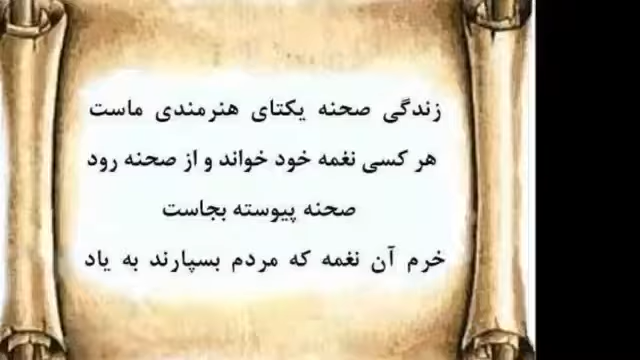 زندگی صحنه یکتای هنرمندی ماست
هر کسی نغمه خود خواند و از صحنه رود
صحنه پیوسته بجاست
خرم آن نغمه که مردم بسپارند به یاد